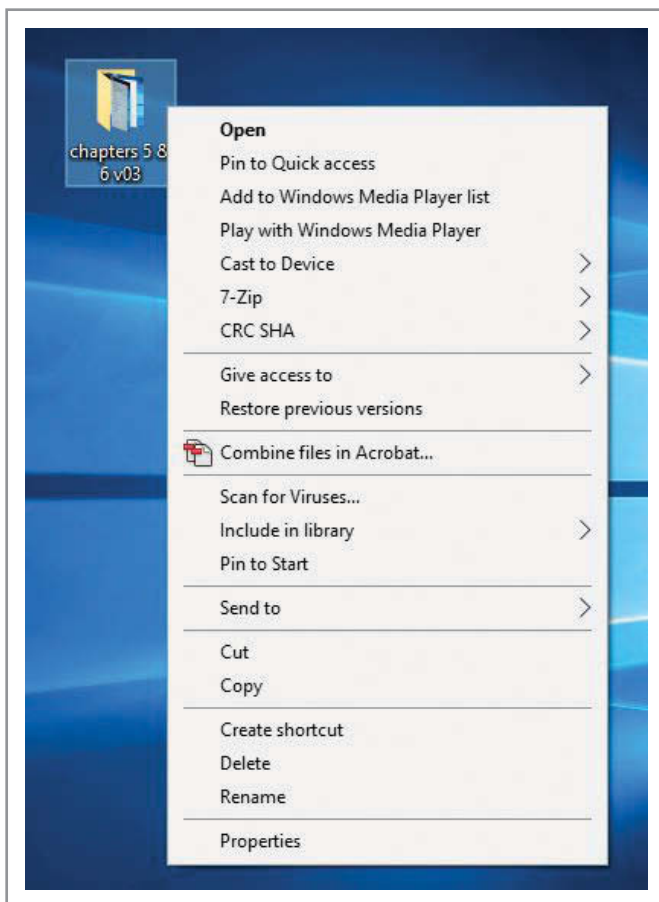 chapters 5 &
6 v03
Open
Pin to Quick access
Add to Windows Media Player list
Play with Windows Media Player
Cast to Device
7-Zip
CRC SHA
Give access to
Restore previous versions
Combine files in Acrobat...
Scan for Viruses...
Include in library
Pin to Start
Send to
Cut
Copy
Create shortcut
Delete
Rename
Properties